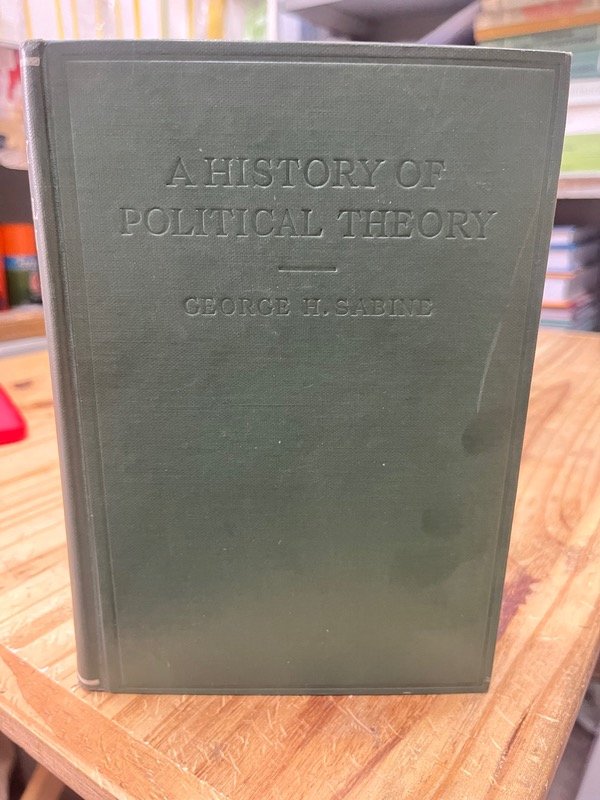 A HISTORY OF
POLITICAL THEORY
GEORGE H. SABINE